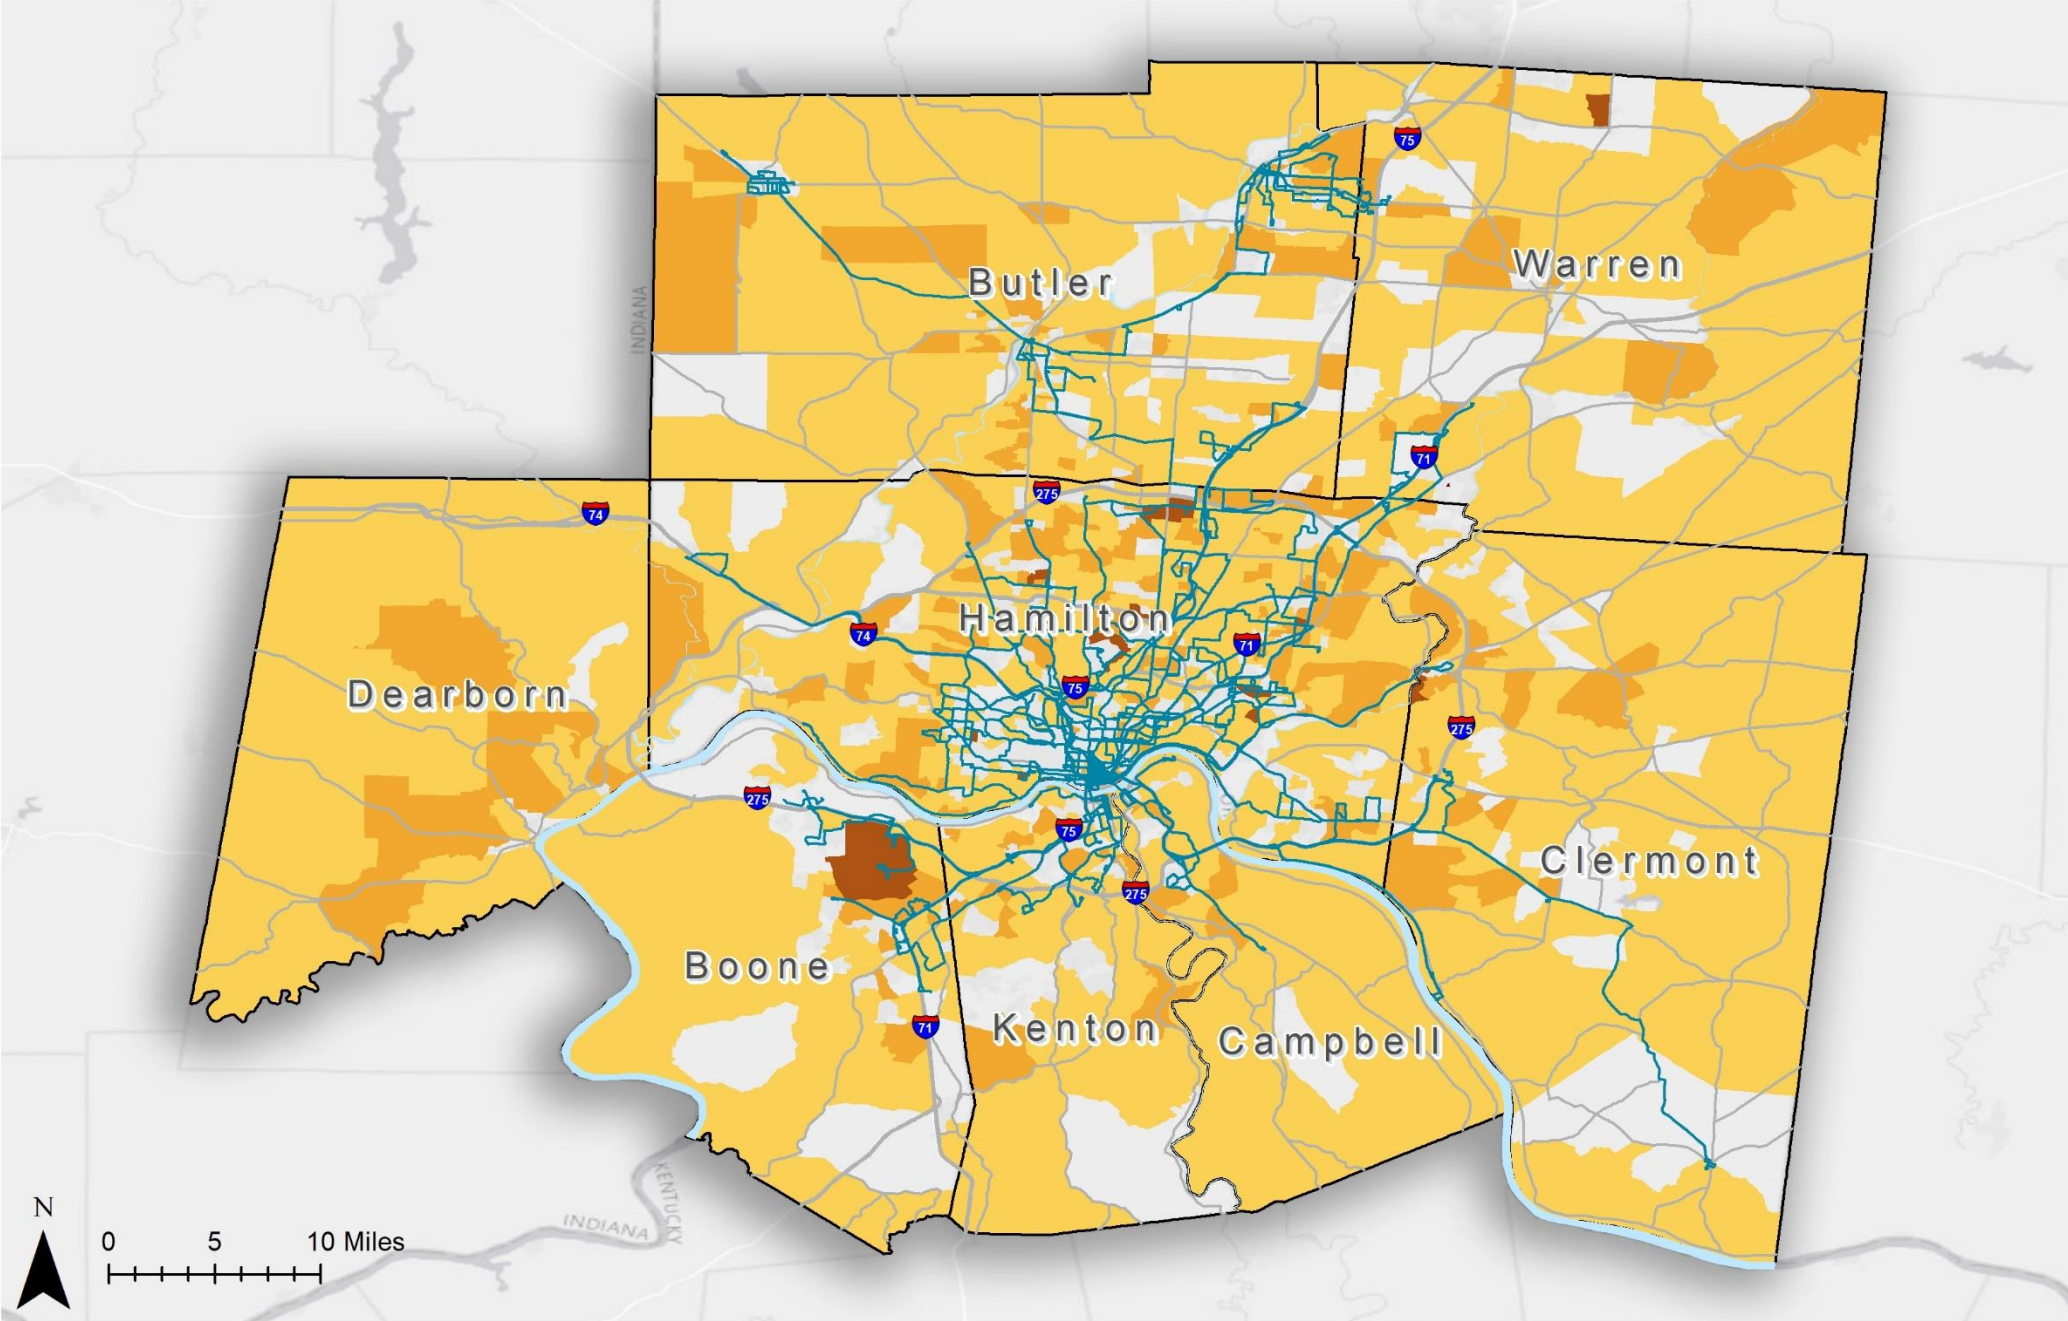 75
Warren
Butler
INDIANA
71
275
74
Hamilton
74
71
75
Dearborn
275
275
75
Clermont
275
Boone
71
Kenton
Campbell
KENTUCKY
INDIANA
N
0 5 10 Miles